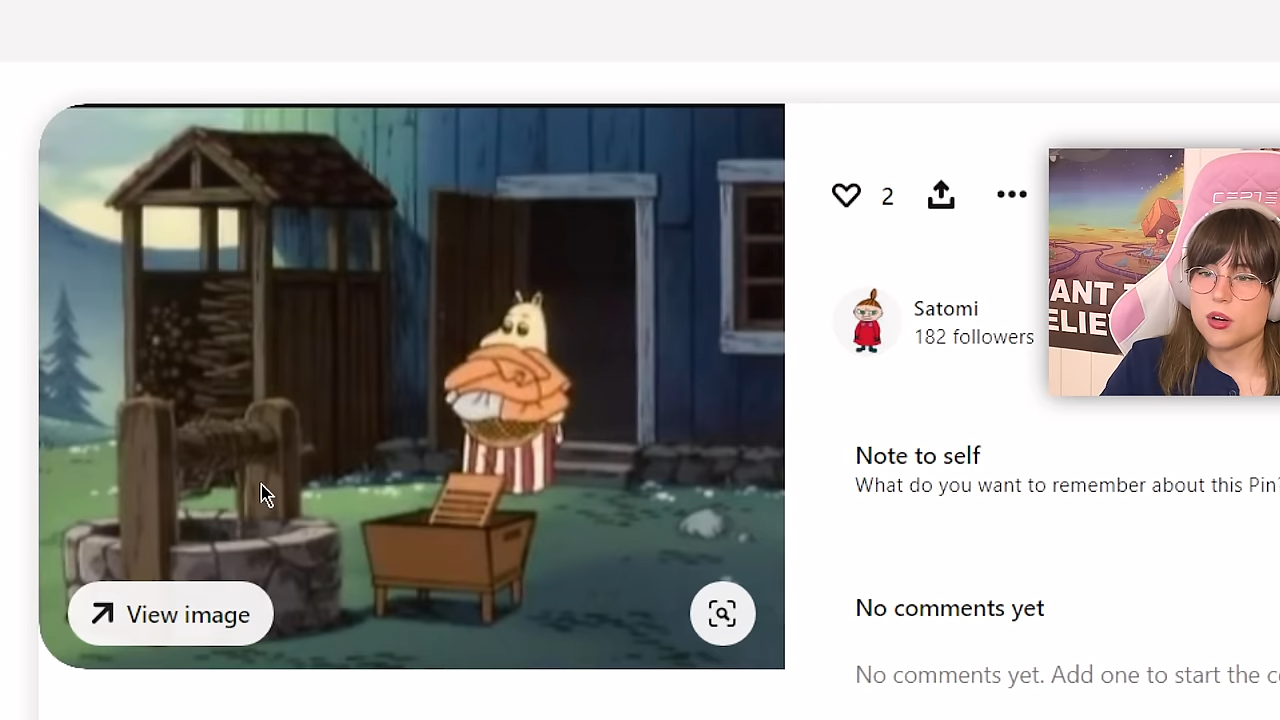 2
Satomi
182 followers
Note to self
What do you want to remember about this Pin?
No comments yet
No comments yet. Add one to start the
View image
WANT